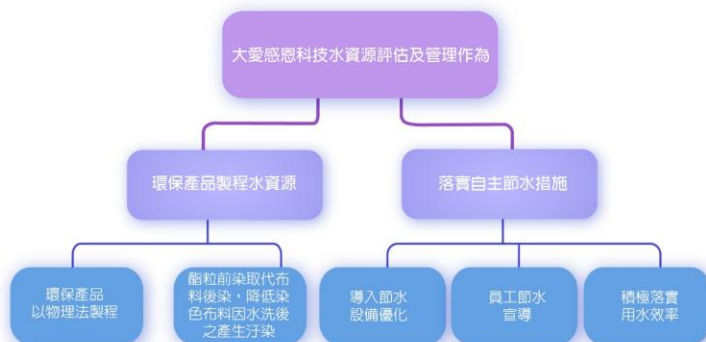 大愛感恩科技水資源評估及管理作為
環保產品製程水資源
落實自主節水措施
環保產品
以物理法製程
酯粒前染取代布
料後染，降低染
色布料因水洗後
之產生汙染
導入節水
設備優化
員工節水
宣導
積極落實
用水效率